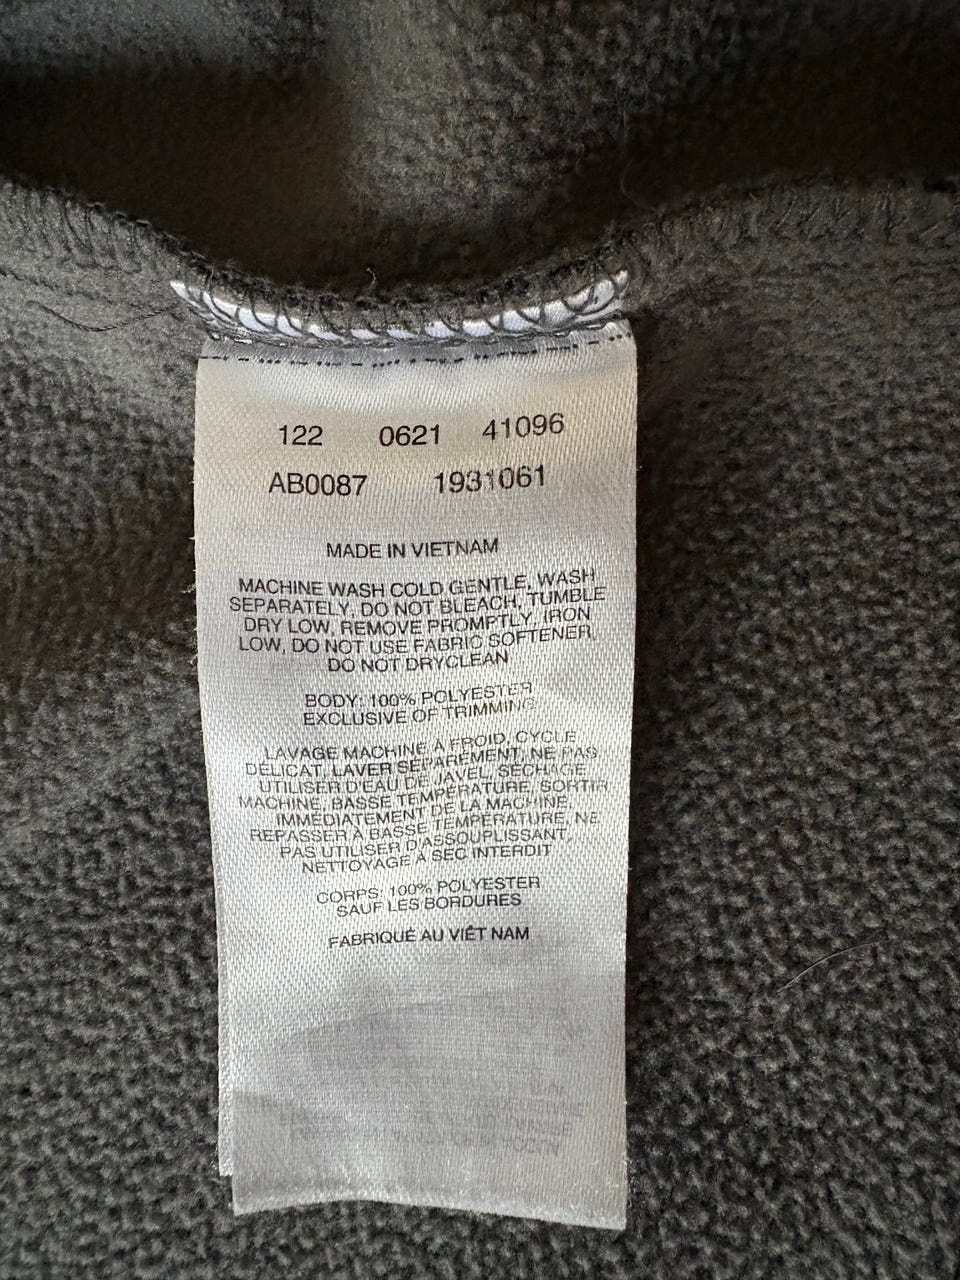 122 0621 41096
AB0087 1931061
MADE IN VIETNAM
MACHINE WASH COLD GENTLE, WASH
SEPARATELY, DO NOT BLEACH, TUMBLE
DRY LOW, REMOVE PROMPTLY, IRON
LOW, DO NOT USE FABRIC SOFTENER
DO NOT DRYCLEAN
BODY: 100% POLYESTER
EXCLUSIVE OF TRIMMING
LAVAGE MACHINE À FROID, CYCLE
DÉLICAT, LAVER SÉPARÉMENT, NE PAS
UTILISER D'EAU DE JAVEL, SÉCHAGE
MACHINE, BASSE TEMPÉRATURE, SORTIR
IMMÉDIATEMENT DE LA MACHINE,
REPASSER À BASSE TEMPÉRATURE, NE
PAS UTILISER D'ASSOUPLISSANT,
NETTOYAGE À SEC INTERDIT
CORPS: 100% POLYESTER
SAUF LES BORDURES
FABRIQUÉ AU VIÊT NAM